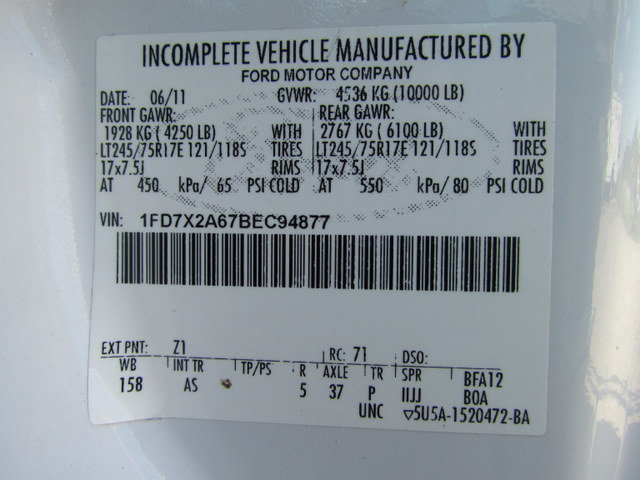 INCOMPLETE VEHICLE MANUFACTURED BY
FORD MOTOR COMPANY
DATE: 06/11 GVWR: 4536 KG (10000 LB)
FRONT GAWR: REAR GAWR:
1928 KG (4250 LB) WITH 2767 KG (6100 LB) WITH
LT245/75R17E 121/118S TIRES LT245/75R17E 121/118S TIRES
17x7.5J RIMS 17x7.5J RIMS
AT 450 kPa/ 65 PSI COLD AT 550 kPa/ 80 PSI COLD
VIN: 1FD7X2A67BEC94877
EXT PNT: Z1 RC: 71 DSO:
WB INT TR TP/PS R AXLE TR SPR BFA12
158 AS 5 37 P IIJJ B0A
UNC ▽5U5A-1520472-BA